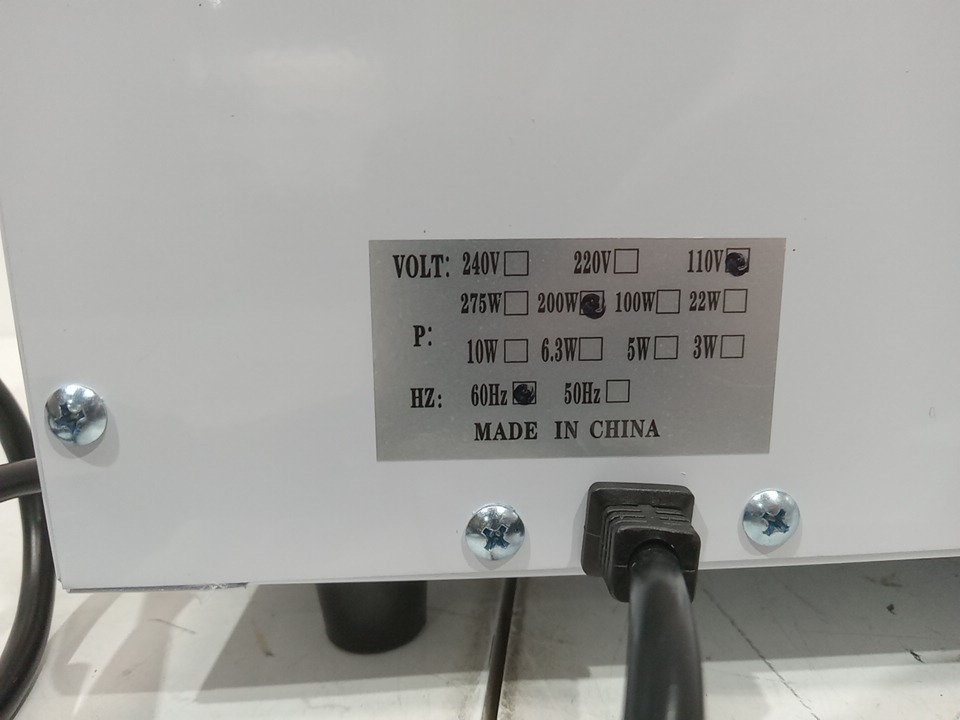 VOLT: 240V 220V 110V
275W 200W 100W 22W
P:
10W 6.3W 5W 3W
HZ: 60Hz 50Hz
MADE IN CHINA